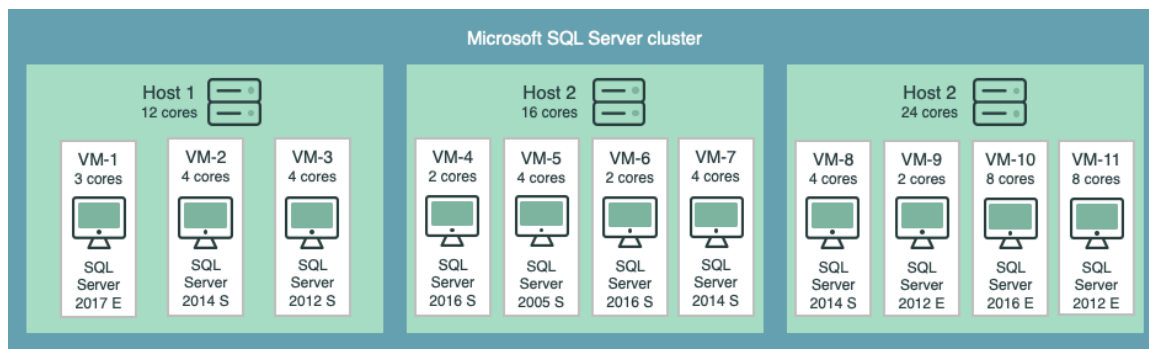 Microsoft SQL Server cluster
Host 1
12 cores
VM-1
3 cores
SQL
Server
2017 E
VM-2
4 cores
SQL
Server
2014 S
VM-3
4 cores
SQL
Server
2012 S
Host 2
16 cores
VM-4
2 cores
SQL
Server
2016 S
VM-5
4 cores
SQL
Server
2005 S
VM-6
2 cores
SQL
Server
2016 S
VM-7
4 cores
SQL
Server
2014 S
Host 2
24 cores
VM-8
4 cores
SQL
Server
2014 S
VM-9
2 cores
SQL
Server
2012 E
VM-10
8 cores
SQL
Server
2016 E
VM-11
8 cores
SQL
Server
2012 E